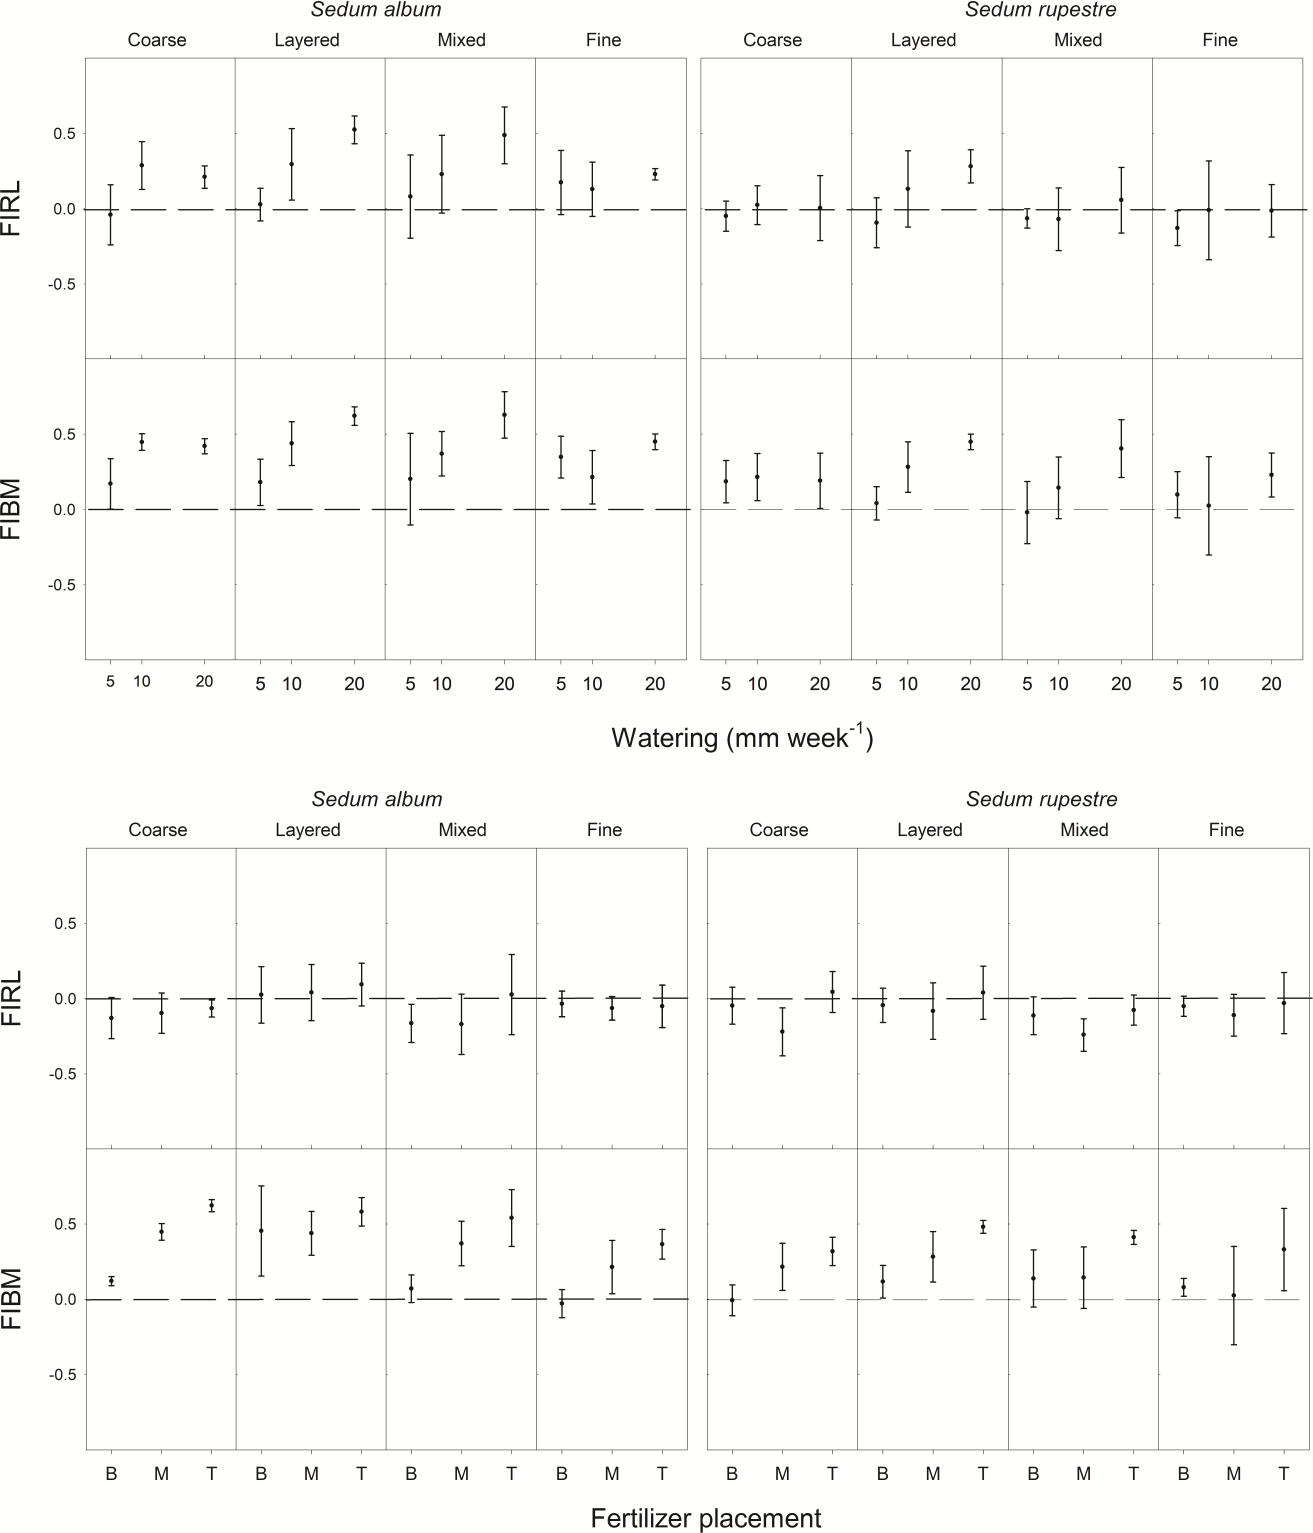 Sedum album Sedum rupestre
Coarse Layered Mixed Fine Coarse Layered Mixed Fine
0.5
FIRL 0.0
-0.5
0.5
FIBM 0.0
-0.5
5 10 20 5 10 20 5 10 20 5 10 20 5 10 20 5 10 20 5 10 20 5 10 20
Watering (mm week⁻¹)
Sedum album Sedum rupestre
Coarse Layered Mixed Fine Coarse Layered Mixed Fine
0.5
FIRL 0.0
-0.5
0.5
FIBM 0.0
-0.5
B M T B M T B M T B M T B M T B M T B M T B M T
Fertilizer placement